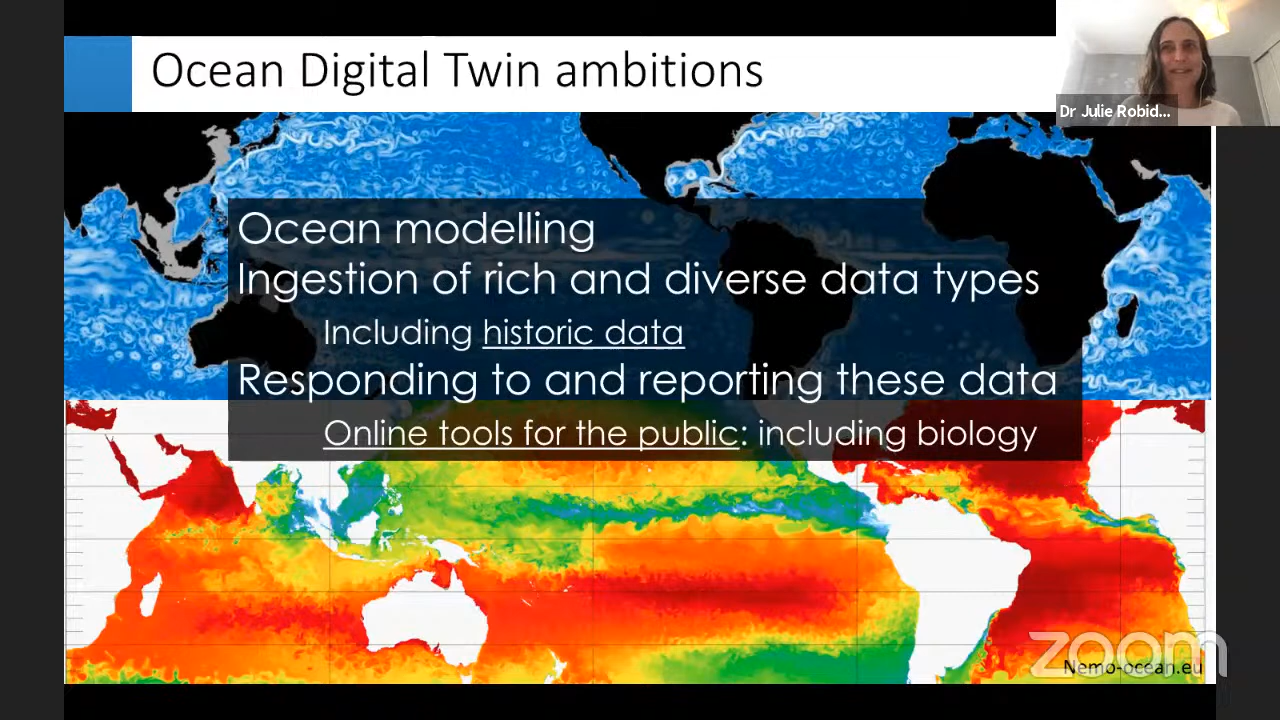 Ocean Digital Twin ambitions
Dr Julie Robid...
Ocean modelling
Ingestion of rich and diverse data types
Including historic data
Responding to and reporting these data
Online tools for the public: including biology
zoom
Nemo-ocean.eu